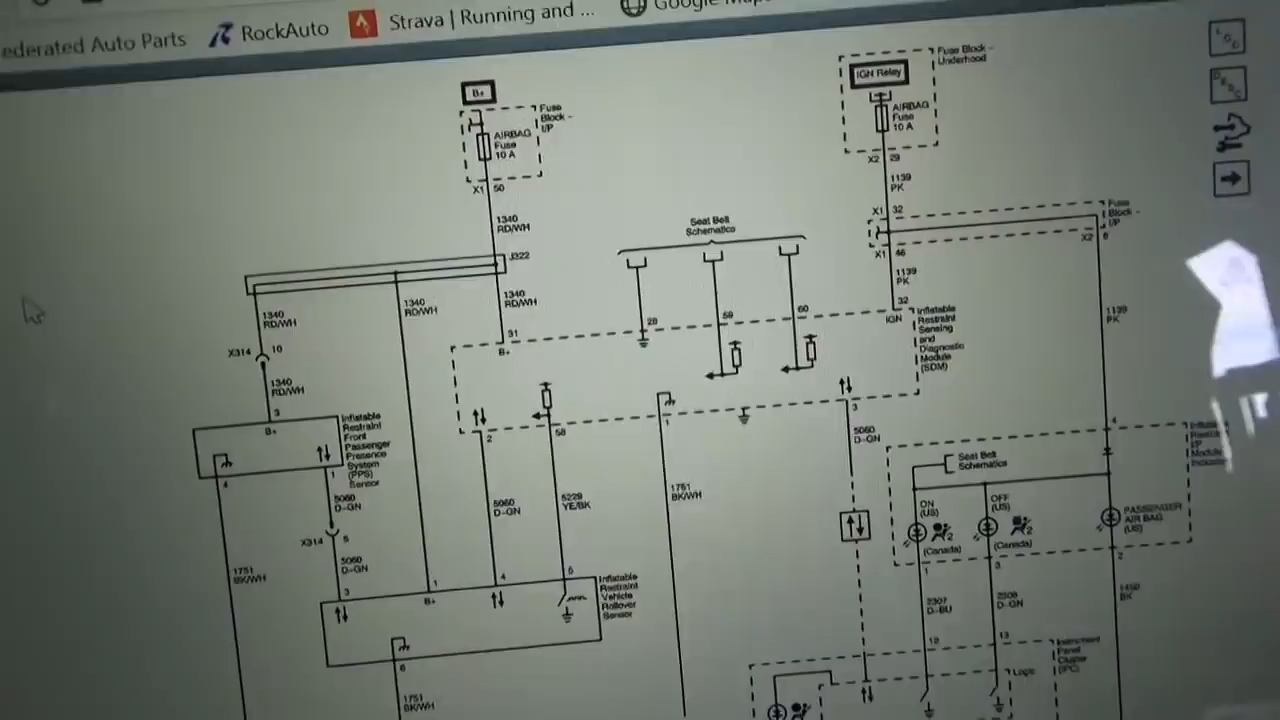 ederated Auto Parts
RockAuto
Strava | Running and ...
B+
Fuse
Block -
I/P
AIRBAG
Fuse
10 A
X1 50
1340
RD/WH
J322
1340
RD/WH
1340
RD/WH
1340
RD/WH
X314 10
1340
RD/WH
3
B+
Inflatable
Restraint
Front
Passenger
Presence
System
(PPS)
Sensor
4
1
5060
D-GN
X314 5
5060
D-GN
1751
BK/WH
3
1
B+
4
5
Inflatable
Restraint
Vehicle
Rollover
Sensor
6
1751
BK/WH
31
B+
2
58
5060
D-GN
5229
YE/BK
Seat Belt
Schematics
28
59
60
1
1751
BK/WH
IGN Relay
Fuse Block -
Underhood
AIRBAG
Fuse
10 A
X2 29
1139
PK
X1 32
Fuse
Block -
I/P
X1 46
X2 6
1139
PK
32
IGN
Inflatable
Restraint
Sensing
and
Diagnostic
Module
(SDM)
3
5060
D-GN
1139
PK
4
Seat Belt
Schematics
ON
(US)
OFF
(US)
PASSENGER
AIR BAG
(US)
(Canada)
(Canada)
1
3
2
2307
D-BU
2308
D-GN
1450
BK
12
13
Instrument
Panel
Cluster
(IPC)
Logic
LOC
DESC